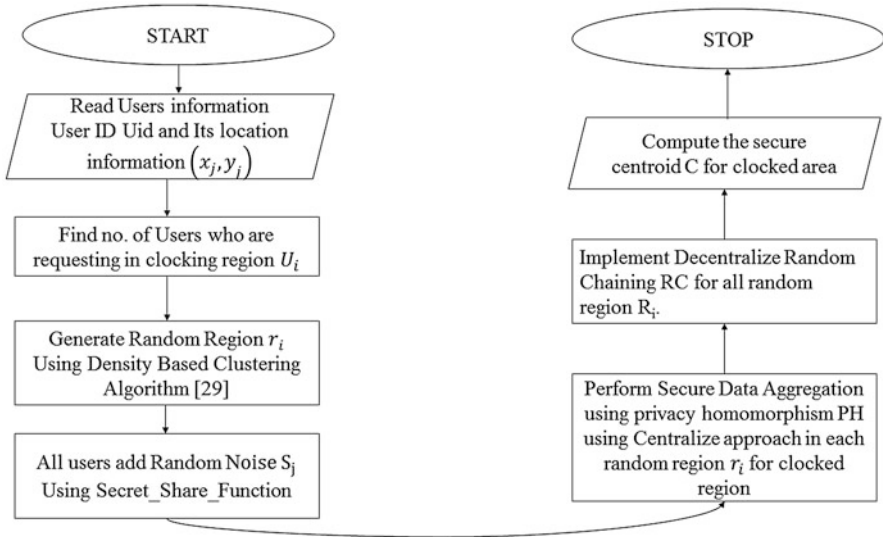 START
Read Users information
User ID Uid and Its location
information (x_j, y_j)
Find no. of Users who are
requesting in clocking region U_i
Generate Random Region r_i
Using Density Based Clustering
Algorithm [29]
All users add Random Noise S_j
Using Secret_Share_Function
STOP
Compute the secure
centroid C for clocked area
Implement Decentralize Random
Chaining RC for all random
region R_i.
Perform Secure Data Aggregation
using privacy homomorphism PH
using Centralize approach in each
random region r_i for clocked
region